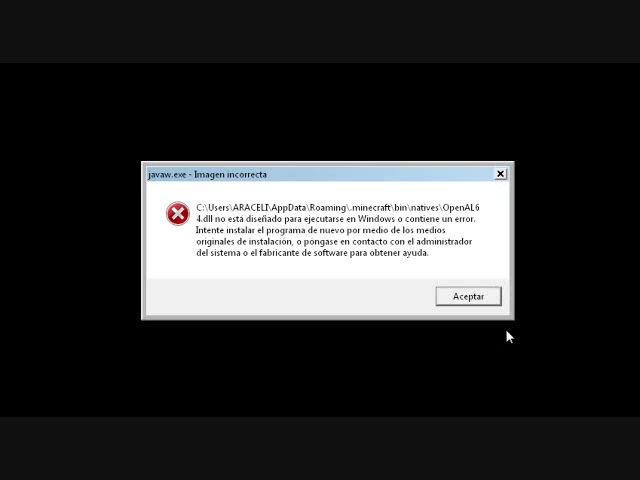 javaw.exe - Imagen incorrecta
C:\Users\ARACELI\AppData\Roaming\.minecraft\bin\natives\OpenAL6
4.dll no está diseñado para ejecutarse en Windows o contiene un error.
Intente instalar el programa de nuevo por medio de los medios
originales de instalación, o póngase en contacto con el administrador
del sistema o el fabricante de software para obtener ayuda.
Aceptar